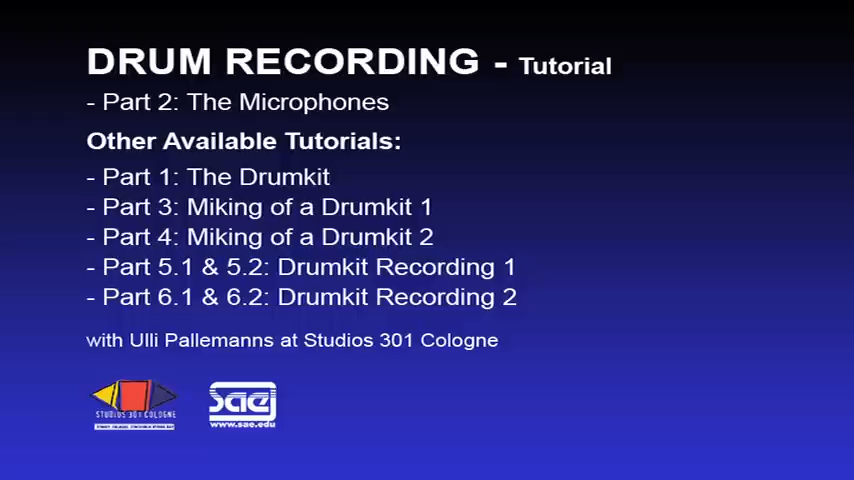 DRUM RECORDING - Tutorial
- Part 2: The Microphones
Other Available Tutorials:
- Part 1: The Drumkit
- Part 3: Miking of a Drumkit 1
- Part 4: Miking of a Drumkit 2
- Part 5.1 & 5.2: Drumkit Recording 1
- Part 6.1 & 6.2: Drumkit Recording 2
with Ulli Pallemanns at Studios 301 Cologne
STUDIOS 301 COLOGNE
sae
www.sae.edu